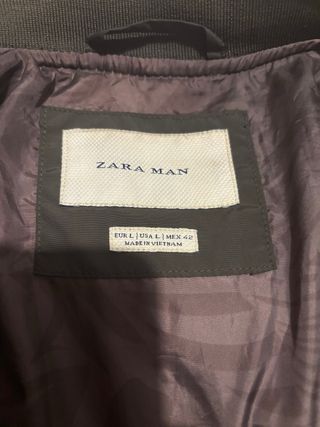 ZARA MAN
EUR L | USA L | MEX 42
MADE IN VIETNAM